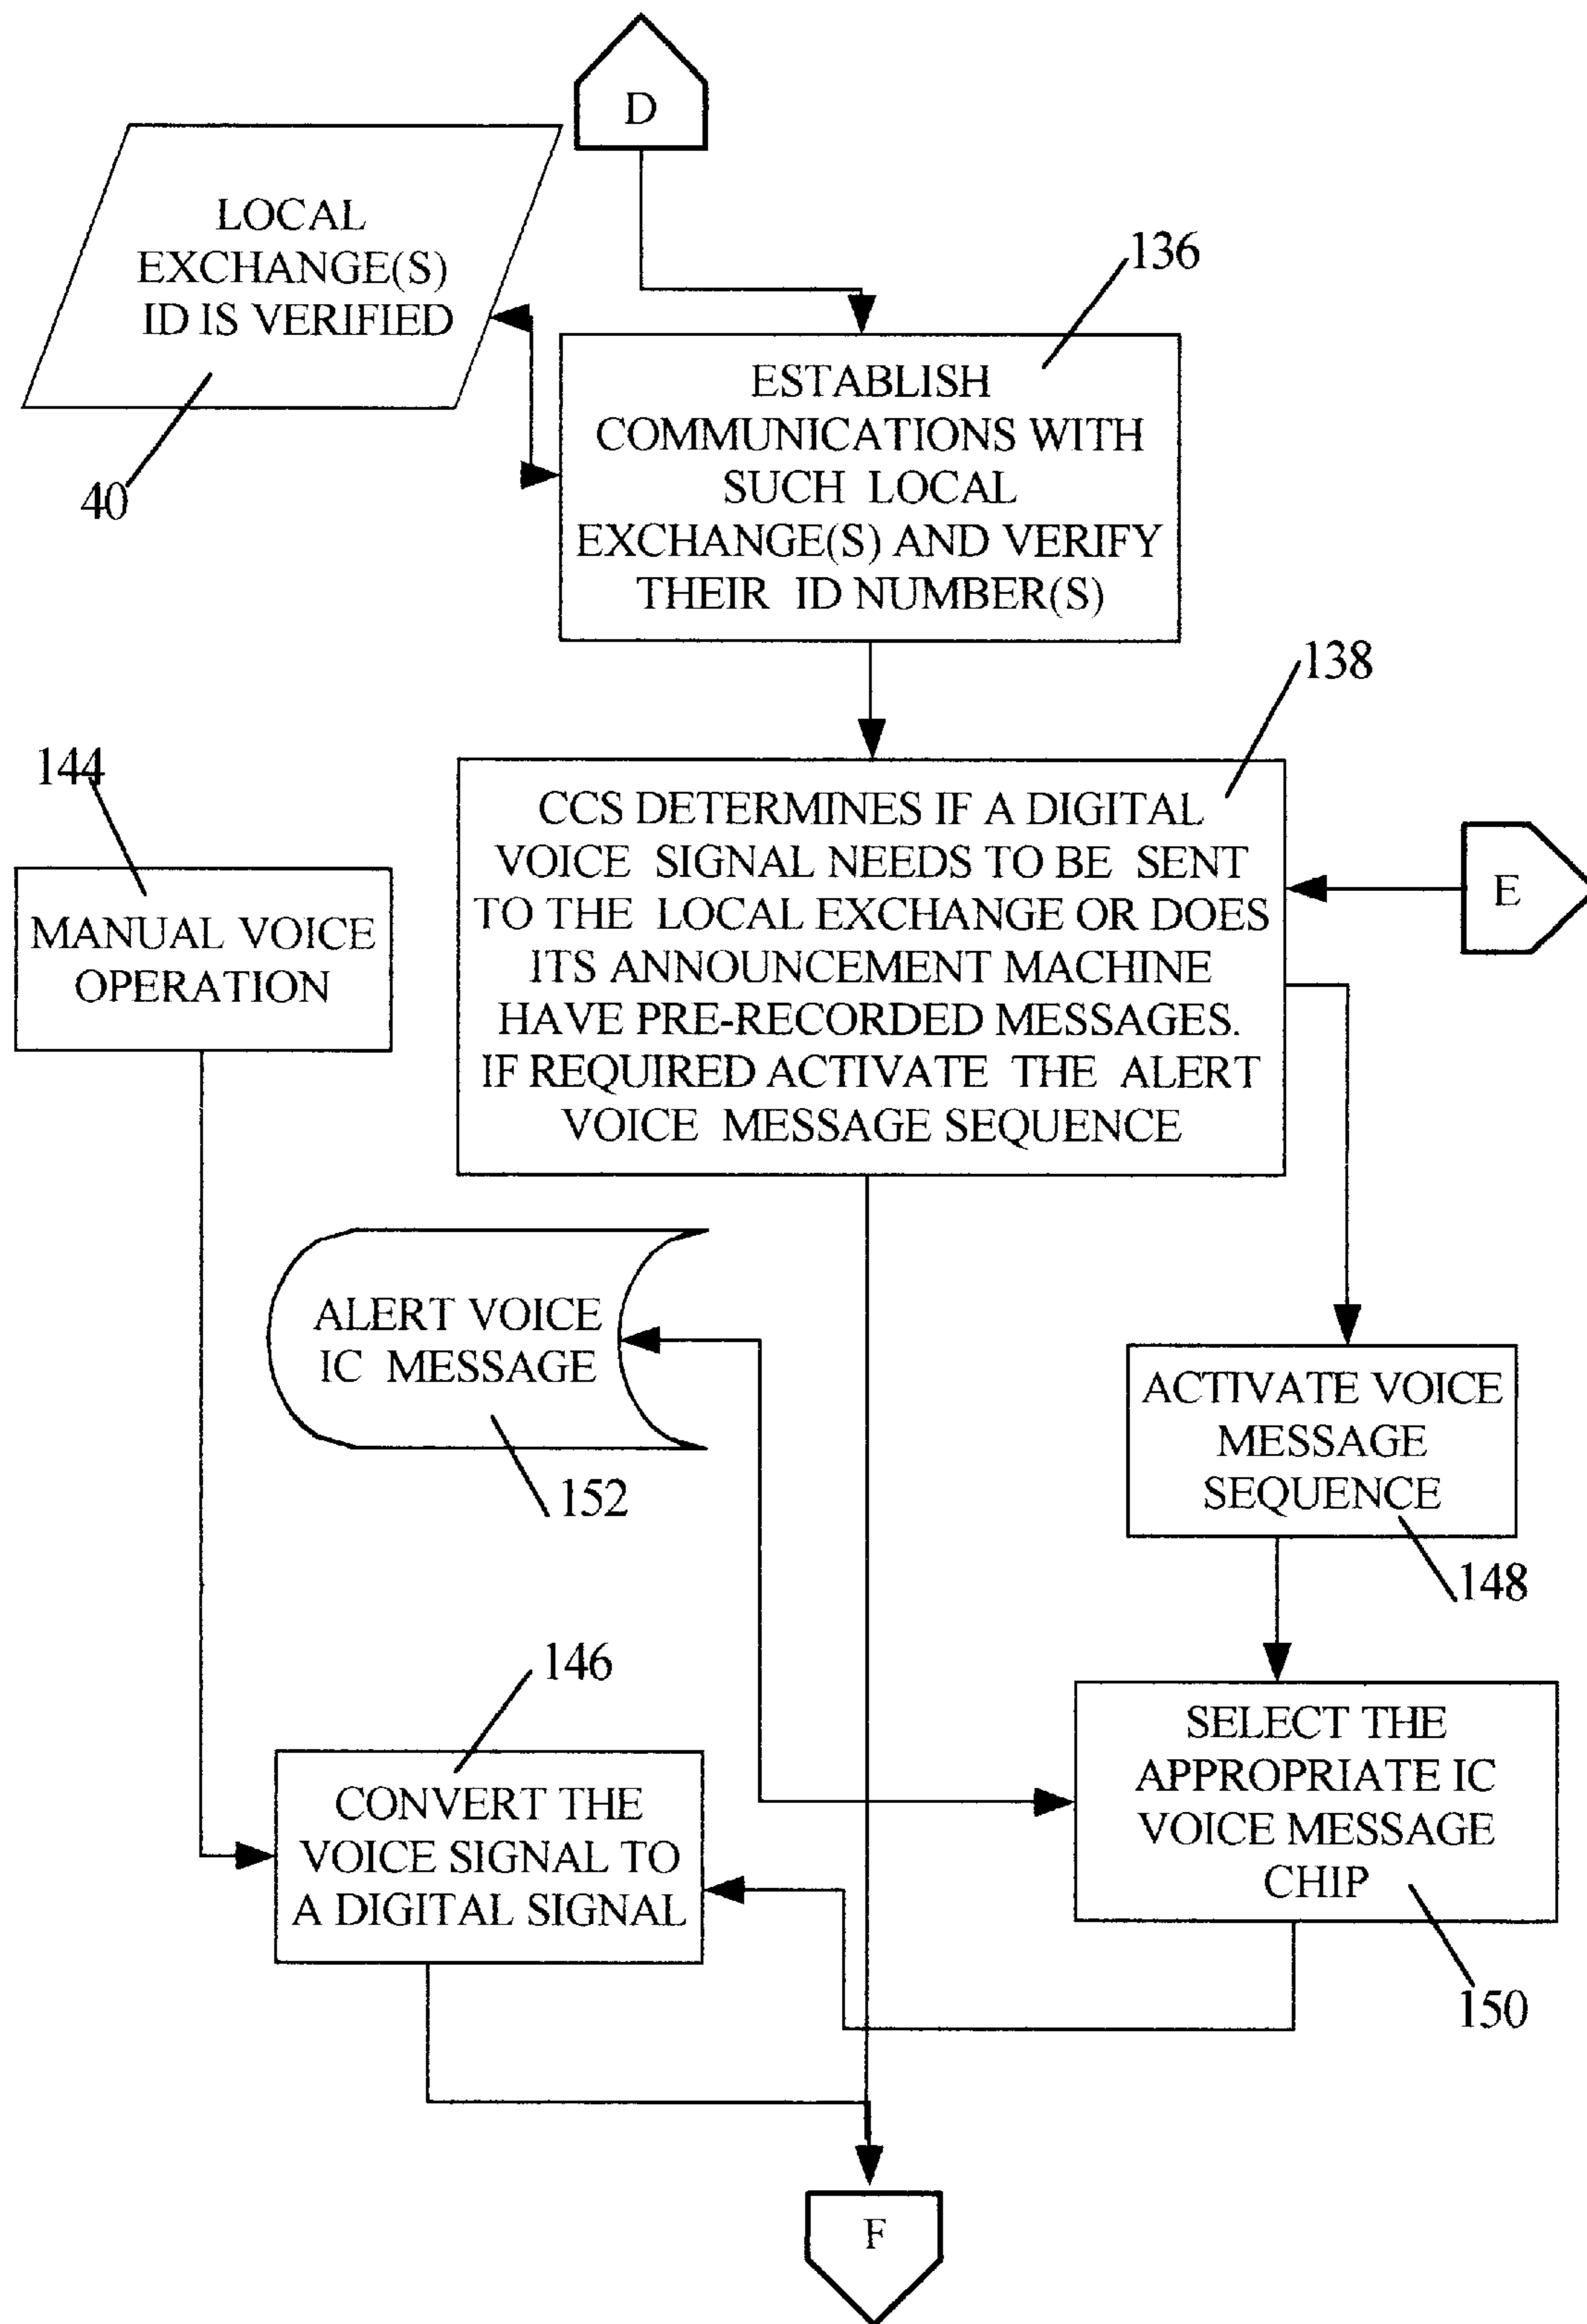 D
LOCAL
EXCHANGE(S)
ID IS VERIFIED
40
136
ESTABLISH
COMMUNICATIONS WITH
SUCH LOCAL
EXCHANGE(S) AND VERIFY
THEIR ID NUMBER(S)
138
144
MANUAL VOICE
OPERATION
CCS DETERMINES IF A DIGITAL
VOICE SIGNAL NEEDS TO BE SENT
TO THE LOCAL EXCHANGE OR DOES
ITS ANNOUNCEMENT MACHINE
HAVE PRE-RECORDED MESSAGES.
IF REQUIRED ACTIVATE THE ALERT
VOICE MESSAGE SEQUENCE
E
ALERT VOICE
IC MESSAGE
152
ACTIVATE VOICE
MESSAGE
SEQUENCE
148
146
CONVERT THE
VOICE SIGNAL TO
A DIGITAL SIGNAL
SELECT THE
APPROPRIATE IC
VOICE MESSAGE
CHIP
150
F